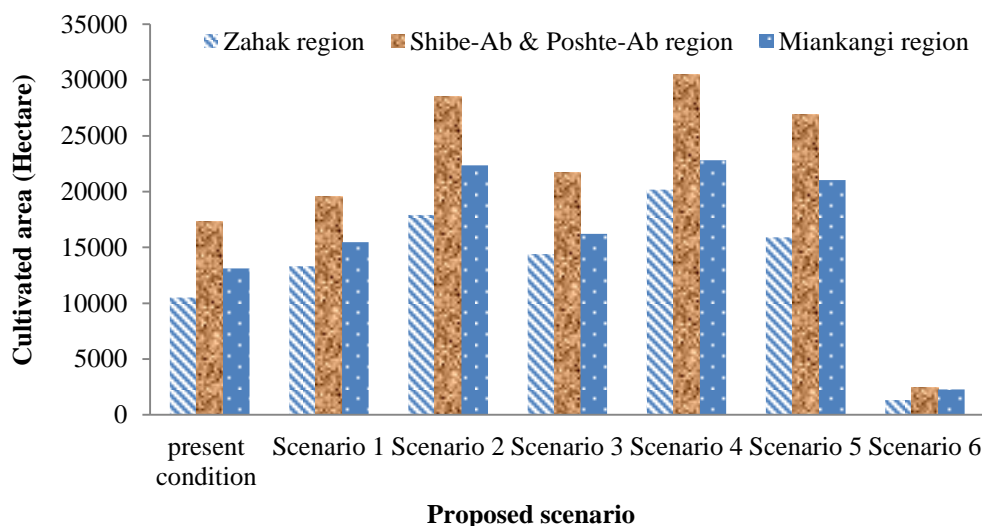 35000
Zahak region
Shibe-Ab & Poshte-Ab region
Miankangi region
30000
25000
20000
15000
10000
5000
0
Cultivated area (Hectare)
present
condition
Scenario 1
Scenario 2
Scenario 3
Scenario 4
Scenario 5
Scenario 6
Proposed scenario